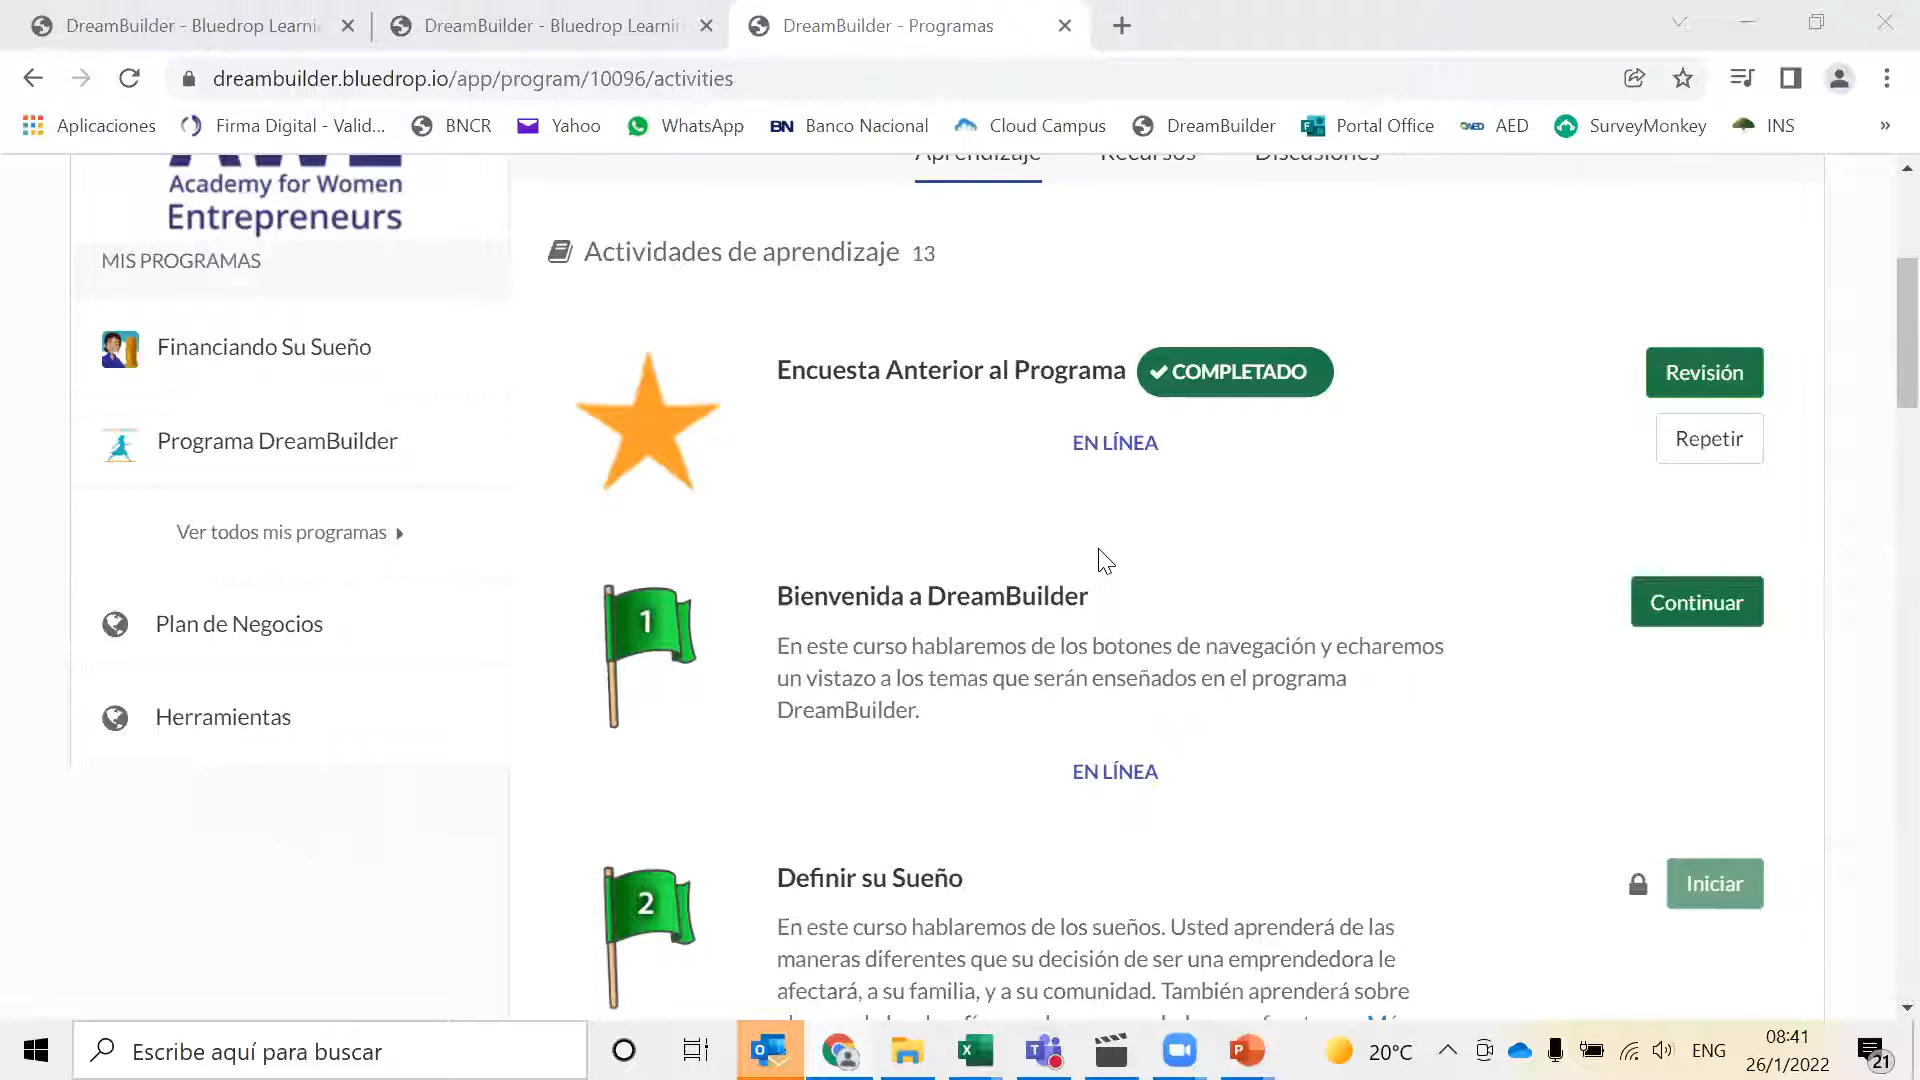 DreamBuilder - Bluedrop Learni
DreamBuilder - Bluedrop Learnin
DreamBuilder - Programas
dreambuilder.bluedrop.io/app/program/10096/activities
Aplicaciones
Firma Digital - Valid...
BNCR
Yahoo
WhatsApp
BN Banco Nacional
Cloud Campus
DreamBuilder
Portal Office
AED AED
SurveyMonkey
INS
»
AWE
Academy for Women
Entrepreneurs
Aprendizaje
Recursos
Discusiones
MIS PROGRAMAS
Financiando Su Sueño
Programa DreamBuilder
Ver todos mis programas
Plan de Negocios
Herramientas
Actividades de aprendizaje 13
Encuesta Anterior al Programa
COMPLETADO
Revisión
EN LÍNEA
Repetir
1
Bienvenida a DreamBuilder
Continuar
En este curso hablaremos de los botones de navegación y echaremos
un vistazo a los temas que serán enseñados en el programa
DreamBuilder.
EN LÍNEA
2
Definir su Sueño
Iniciar
En este curso hablaremos de los sueños. Usted aprenderá de las
maneras diferentes que su decisión de ser una emprendedora le
afectará, a su familia, y a su comunidad. También aprenderá sobre
Escribe aquí para buscar
20°C
ENG
08:41
26/1/2022
21